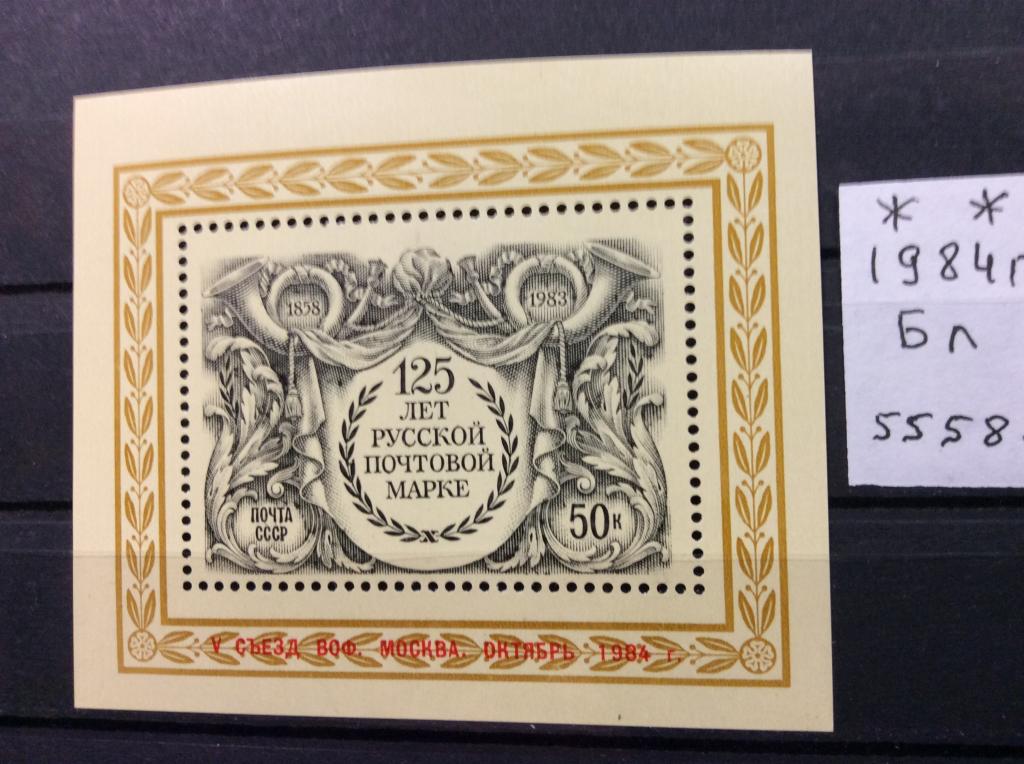 1858
1983
125
ЛЕТ
РУССКОЙ
ПОЧТОВОЙ
МАРКЕ
X
ПОЧТА
СССР
50к
V СЪЕЗД ВОФ. МОСКВА. ОКТЯБРЬ 1984 г.
* *
1984г
Бл
5558